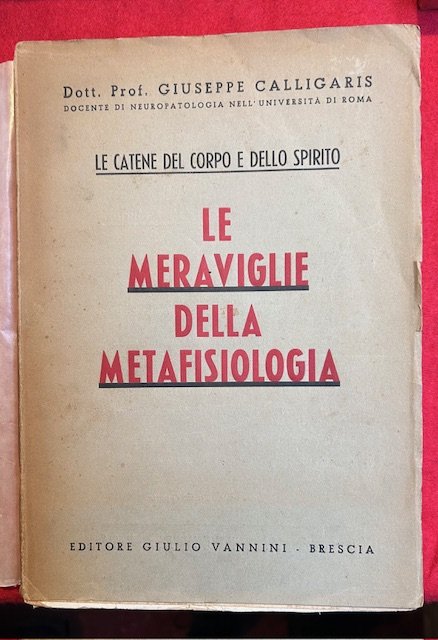 Dott. Prof. GIUSEPPE CALLIGARIS
DOCENTE DI NEUROPATOLOGIA NELL'UNIVERSITÀ DI ROMA
LE CATENE DEL CORPO E DELLO SPIRITO
LE
MERAVIGLIE
DELLA
METAFISIOLOGIA
EDITORE GIULIO VANNINI - BRESCIA